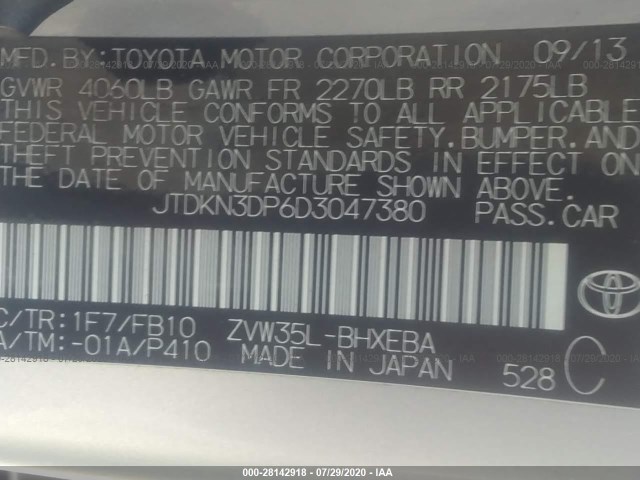 MFD.BY:TOYOTA MOTOR CORPORATION 09/13
GVWR 4060LB GAWR FR 2270LB RR 2175LB
THIS VEHICLE CONFORMS TO ALL APPLICABLE
FEDERAL MOTOR VEHICLE SAFETY.BUMPER.AND
THEFT PREVENTION STANDARDS IN EFFECT ON
THE DATE OF MANUFACTURE SHOWN ABOVE.
JTDKN3DP6D3047380 PASS.CAR
C/TR:1F7/FB10 ZVW35L-BHXEBA
A/TM:-01A/P410 MADE IN JAPAN 528 C
000-28142918 - 07/29/2020 - IAA